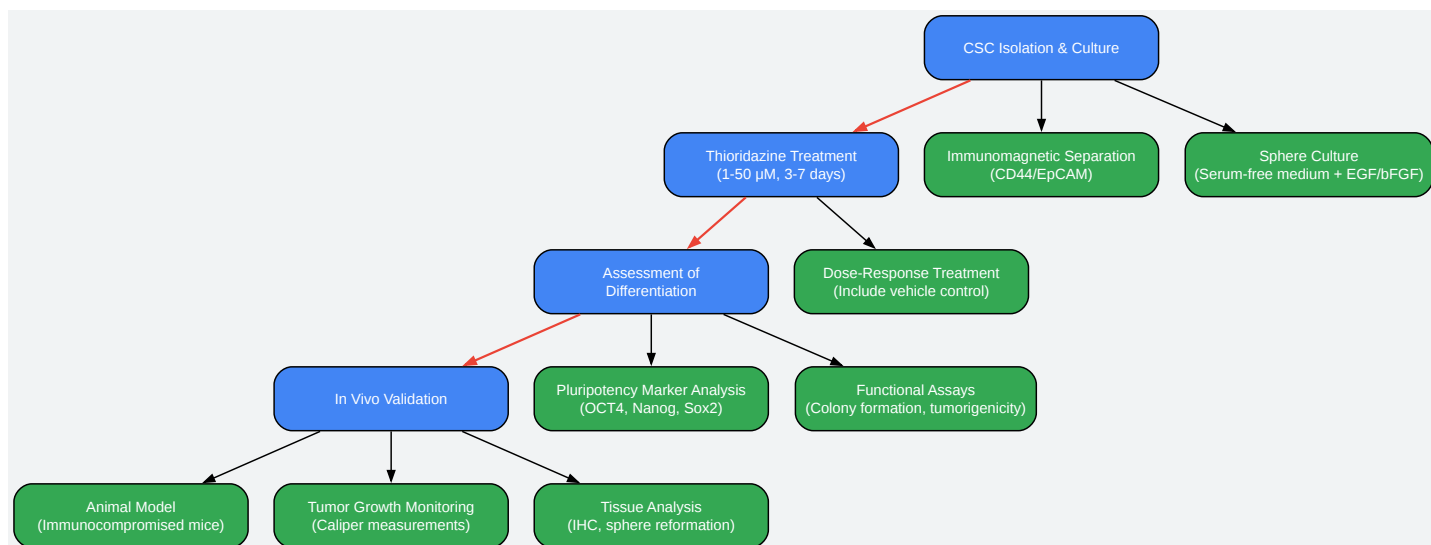 CSC Isolation & Culture
Thioridazine Treatment
(1-50 μM, 3-7 days)
Immunomagnetic Separation
(CD44/EpCAM)
Sphere Culture
(Serum-free medium + EGF/bFGF)
Assessment of
Differentiation
Dose-Response Treatment
(Include vehicle control)
In Vivo Validation
Pluripotency Marker Analysis
(OCT4, Nanog, Sox2)
Functional Assays
(Colony formation, tumorigenicity)
Animal Model
(Immunocompromised mice)
Tumor Growth Monitoring
(Caliper measurements)
Tissue Analysis
(IHC, sphere reformation)